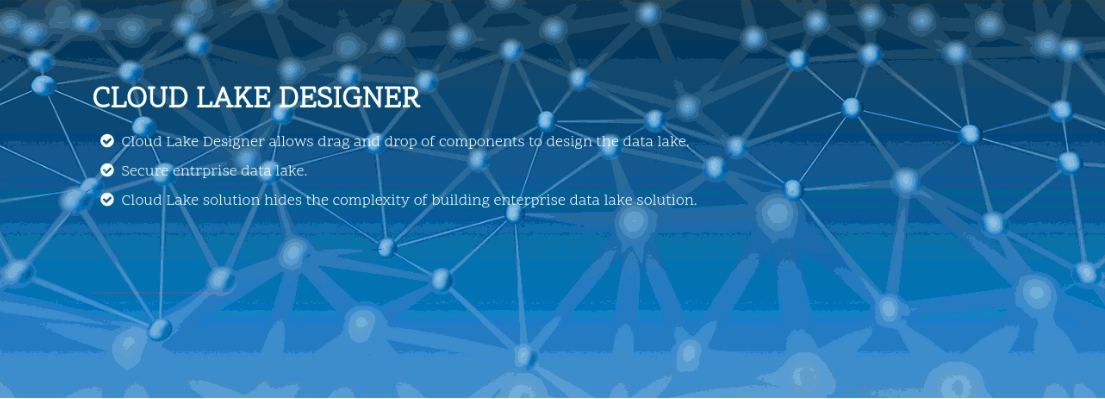 CLOUD LAKE DESIGNER
Cloud Lake Designer allows drag and drop of components to design the data lake.
Secure entrprise data lake.
Cloud Lake solution hides the complexity of building enterprise data lake solution.